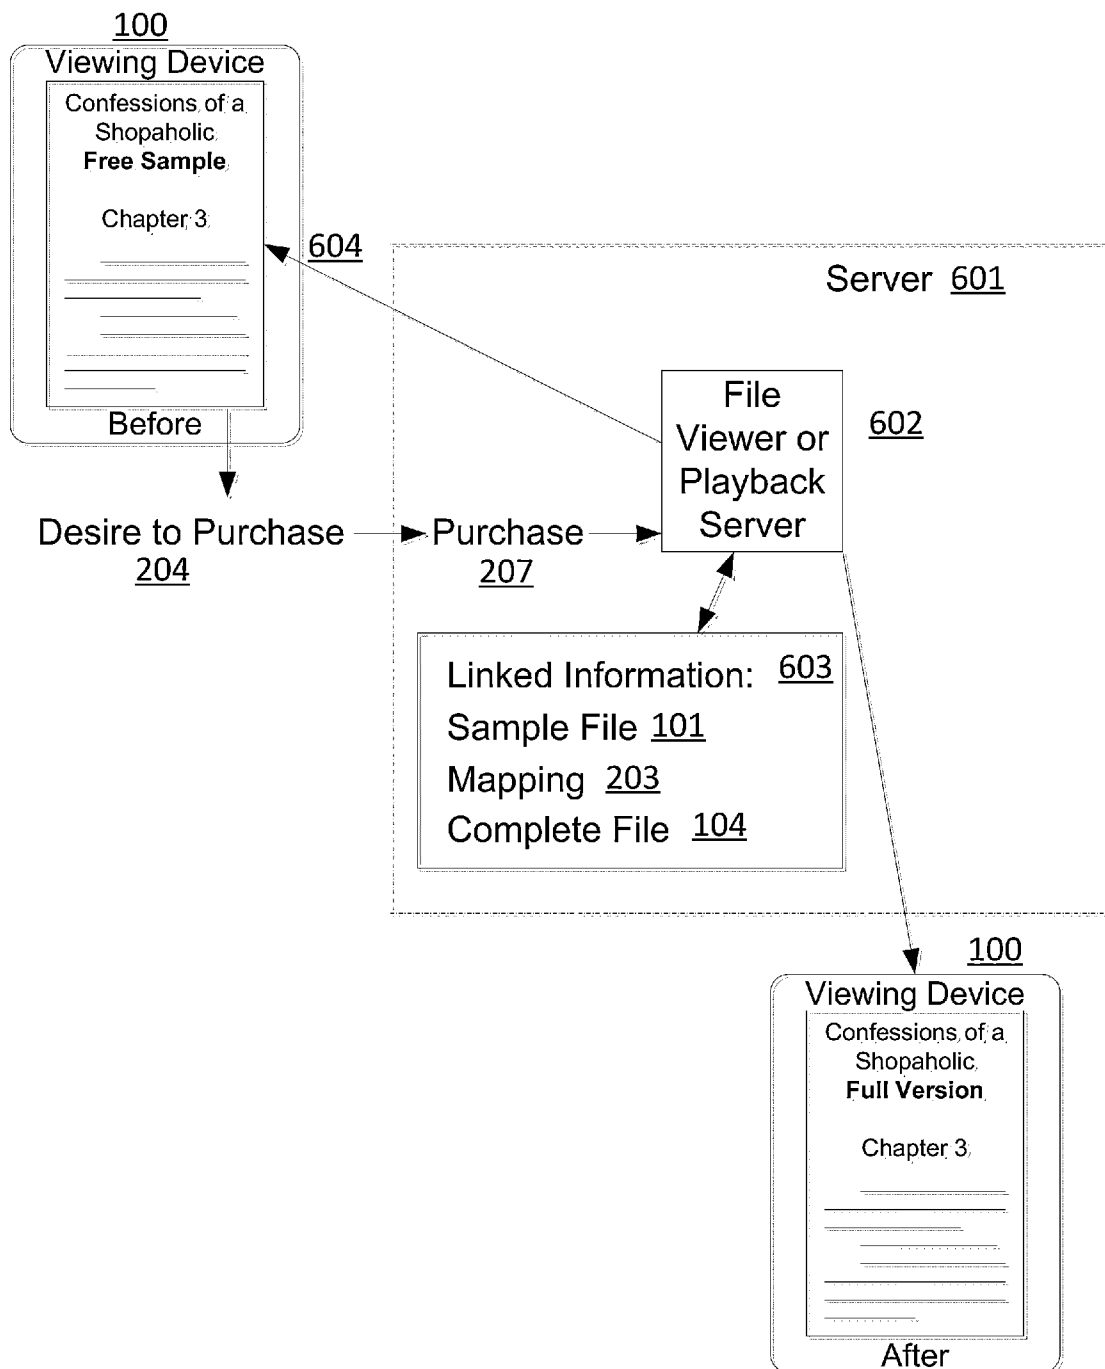 100
Viewing Device
Confessions of a
Shopaholic
Free Sample
Chapter 3
Before
604
Server 601
File
Viewer or
Playback
Server
602
Desire to Purchase
204
Purchase
207
Linked Information: 603
Sample File 101
Mapping 203
Complete File 104
100
Viewing Device
Confessions of a
Shopaholic
Full Version
Chapter 3
After